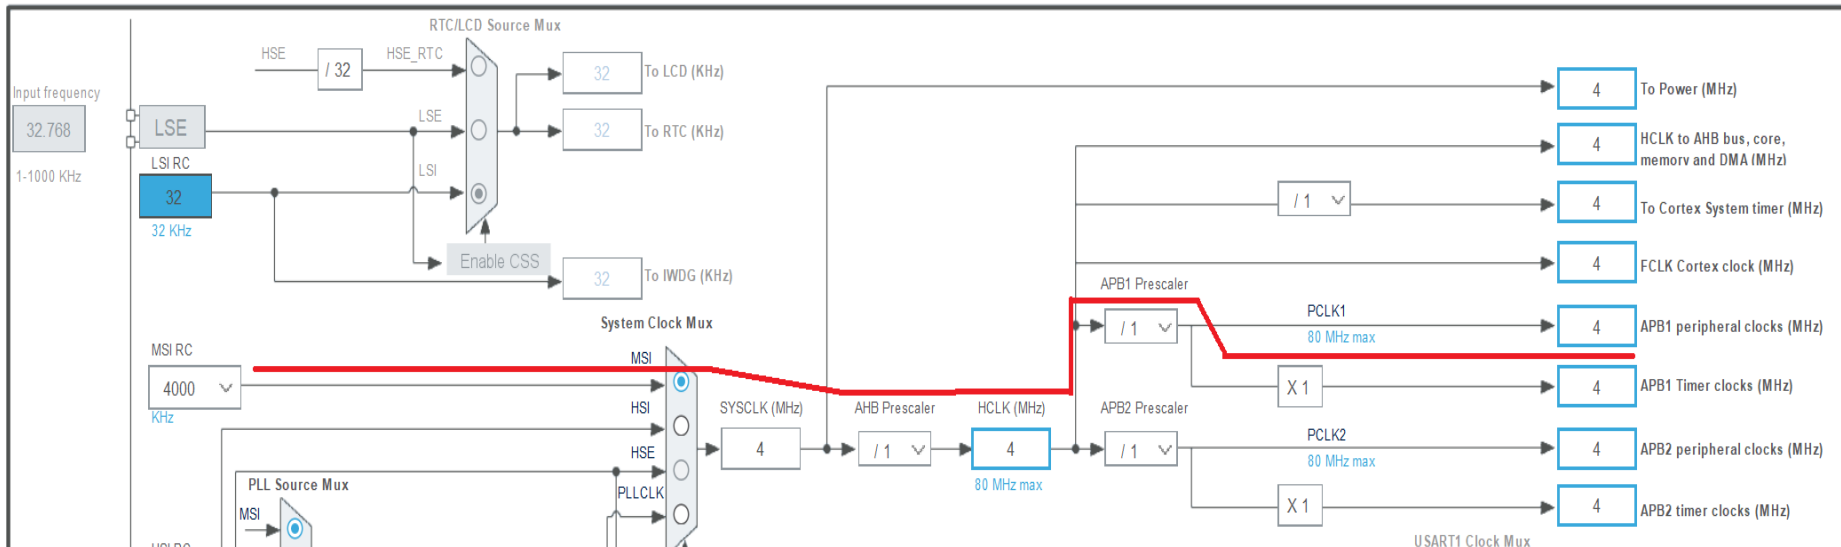 RTC/LCD Source Mux
HSE
/ 32
HSE_RTC
32
To LCD (KHz)
Input frequency
32.768
1-1000 KHz
LSE
LSE
32
To RTC (KHz)
LSI RC
32
32 KHz
LSI
Enable CSS
32
To IWDG (KHz)
4
To Power (MHz)
4
HCLK to AHB bus, core,
memory and DMA (MHz)
/ 1
4
To Cortex System timer (MHz)
4
FCLK Cortex clock (MHz)
System Clock Mux
MSI RC
4000
KHz
MSI
HSI
HSE
PLLCLK
SYSCLK (MHz)
4
AHB Prescaler
/ 1
HCLK (MHz)
4
80 MHz max
APB1 Prescaler
/ 1
PCLK1
80 MHz max
4
APB1 peripheral clocks (MHz)
X 1
4
APB1 Timer clocks (MHz)
APB2 Prescaler
/ 1
PCLK2
80 MHz max
4
APB2 peripheral clocks (MHz)
X 1
4
APB2 timer clocks (MHz)
PLL Source Mux
MSI
USART1 Clock Mux